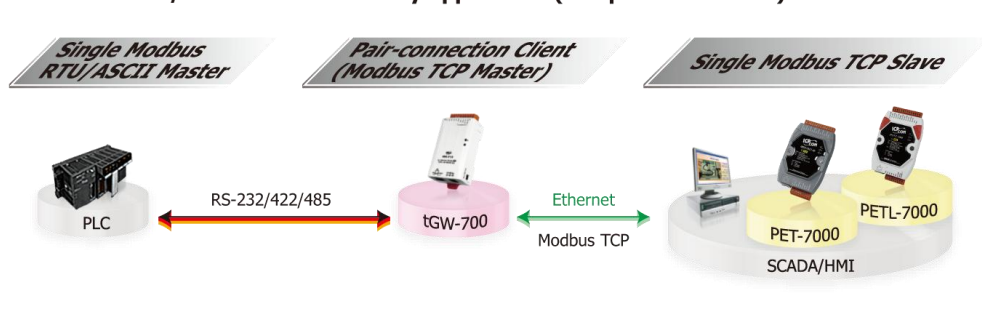 Single Modbus
RTU/ASCII Master
Pair-connection Client
(Modbus TCP Master)
Single Modbus TCP Slave
PLC
RS-232/422/485
tGW-700
Ethernet
Modbus TCP
PET-7000
PETL-7000
SCADA/HMI